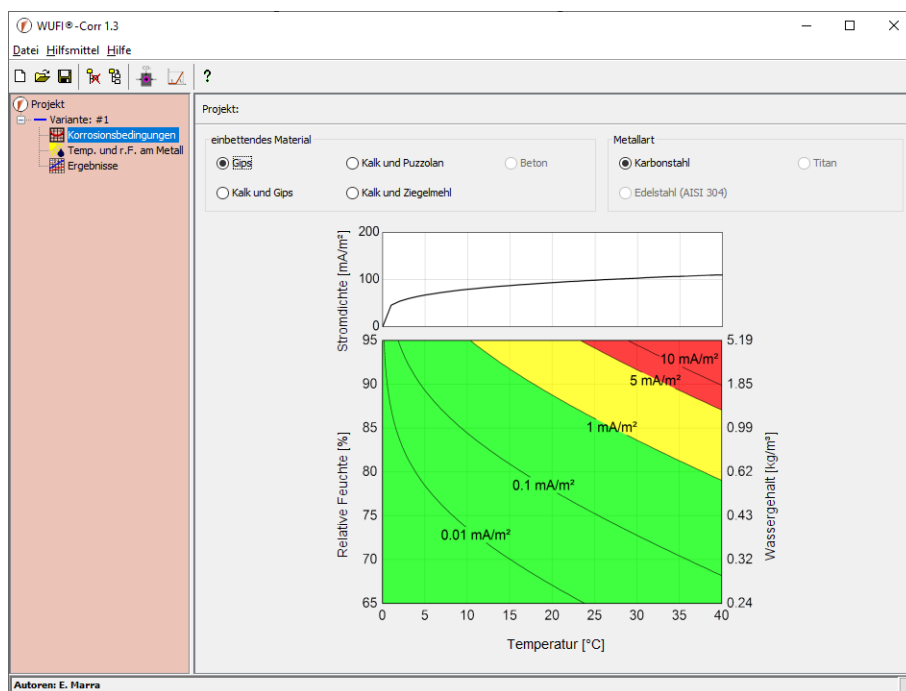 WUFI®-Corr 1.3
Datei Hilfsmittel Hilfe
?
Projekt
Variante: #1
Korrosionsbedingungen
Temp. und r.F. am Metall
Ergebnisse
Projekt:
einbettendes Material
Gips
Kalk und Puzzolan
Beton
Kalk und Gips
Kalk und Ziegelmehl
Metallart
Karbonstahl
Titan
Edelstahl (AISI 304)
Stromdichte [mA/m²]
200
100
0
Relative Feuchte [%]
95
90
85
80
75
70
65
10 mA/m²
5 mA/m²
1 mA/m²
0.1 mA/m²
0.01 mA/m²
5.19
1.85
0.99
0.62
0.43
0.32
0.24
Wassergehalt [kg/m³]
0 5 10 15 20 25 30 35 40
Temperatur [°C]
Autoren: E. Marra